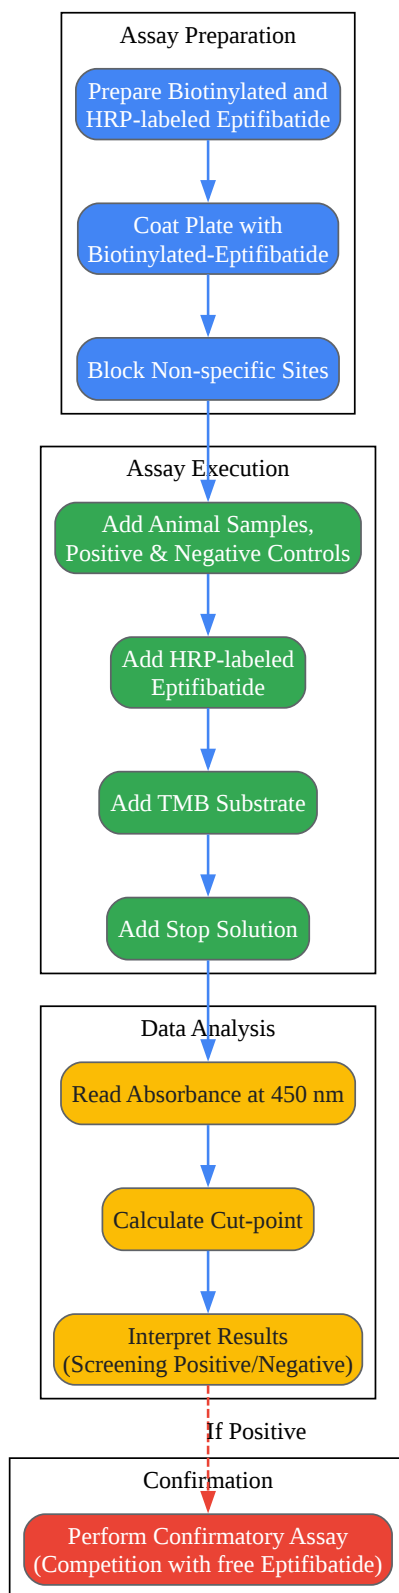 Assay Preparation
Prepare Biotinylated and
HRP-labeled Eptifibatide
Coat Plate with
Biotinylated-Eptifibatide
Block Non-specific Sites
Assay Execution
Add Animal Samples,
Positive & Negative Controls
Add HRP-labeled
Eptifibatide
Add TMB Substrate
Add Stop Solution
Data Analysis
Read Absorbance at 450 nm
Calculate Cut-point
Interpret Results
(Screening Positive/Negative)
If Positive
Confirmation
Perform Confirmatory Assay
(Competition with free Eptifibatide)